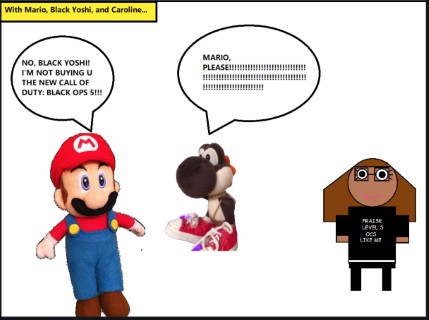 With Mario, Black Yoshi, and Caroline...
NO, BLACK YOSHI!
I'M NOT BUYING U
THE NEW CALL OF
DUTY: BLACK OPS 5!!!
MARIO,
PLEASE!!!!!!!!!!!!!!!!!!!!!!!!!!!!!
!!!!!!!!!!!!!!!!!!!!!!!!!!!!!!!!!!!!!!!
!!!!!!!!!!!!!!!!!!!!!!!
M
PRAISE
LEVEL'S
OCS
LIKE ME